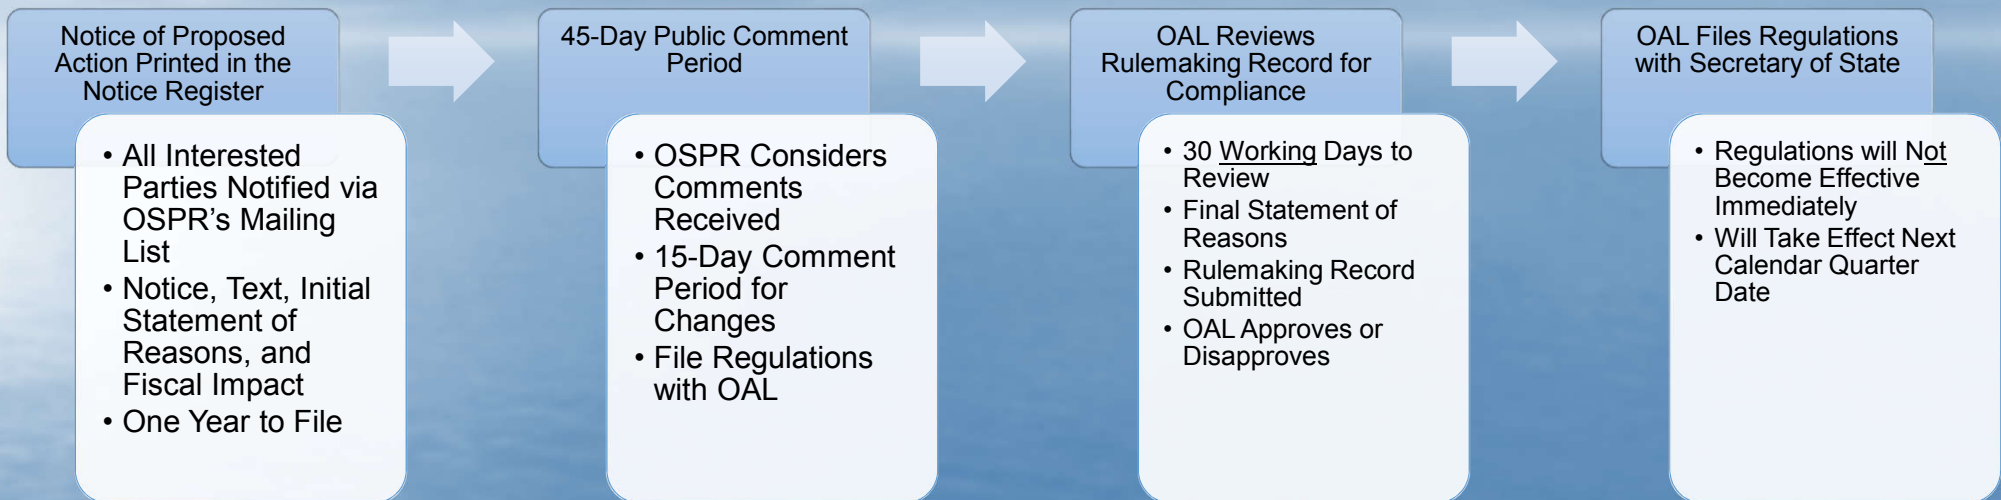 Notice of Proposed
Action Printed in the
Notice Register
• All Interested
Parties Notified via
OSPR’s Mailing
List
• Notice, Text, Initial
Statement of
Reasons, and
Fiscal Impact
• One Year to File
45-Day Public Comment
Period
• OSPR Considers
Comments
Received
• 15-Day Comment
Period for
Changes
• File Regulations
with OAL
OAL Reviews
Rulemaking Record for
Compliance
• 30 Working Days to
Review
• Final Statement of
Reasons
• Rulemaking Record
Submitted
• OAL Approves or
Disapproves
OAL Files Regulations
with Secretary of State
• Regulations will Not
Become Effective
Immediately
• Will Take Effect Next
Calendar Quarter
Date